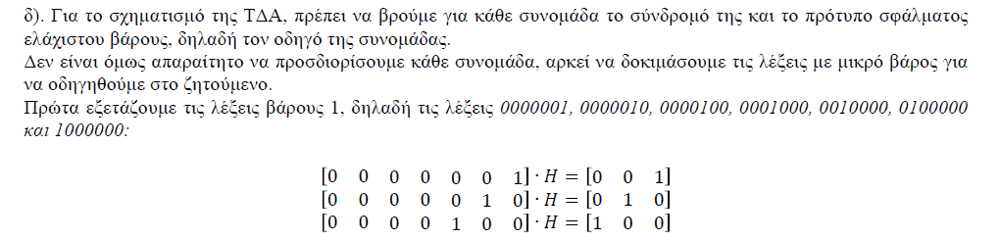 δ). Για το σχηματισμό της ΤΔΑ, πρέπει να βρούμε για κάθε συνομάδα το σύνδρομό της και το πρότυπο σφάλματος
ελάχιστου βάρους, δηλαδή τον οδηγό της συνομάδας.
Δεν είναι όμως απαραίτητο να προσδιορίσουμε κάθε συνομάδα, αρκεί να δοκιμάσουμε τις λέξεις με μικρό βάρος για
να οδηγηθούμε στο ζητούμενο.
Πρώτα εξετάζουμε τις λέξεις βάρους 1, δηλαδή τις λέξεις 0000001, 0000010, 0000100, 0001000, 0010000, 0100000
και 1000000:
[0 0 0 0 0 0 1] · H = [0 0 1]
[0 0 0 0 0 1 0] · H = [0 1 0]
[0 0 0 0 1 0 0] · H = [1 0 0]